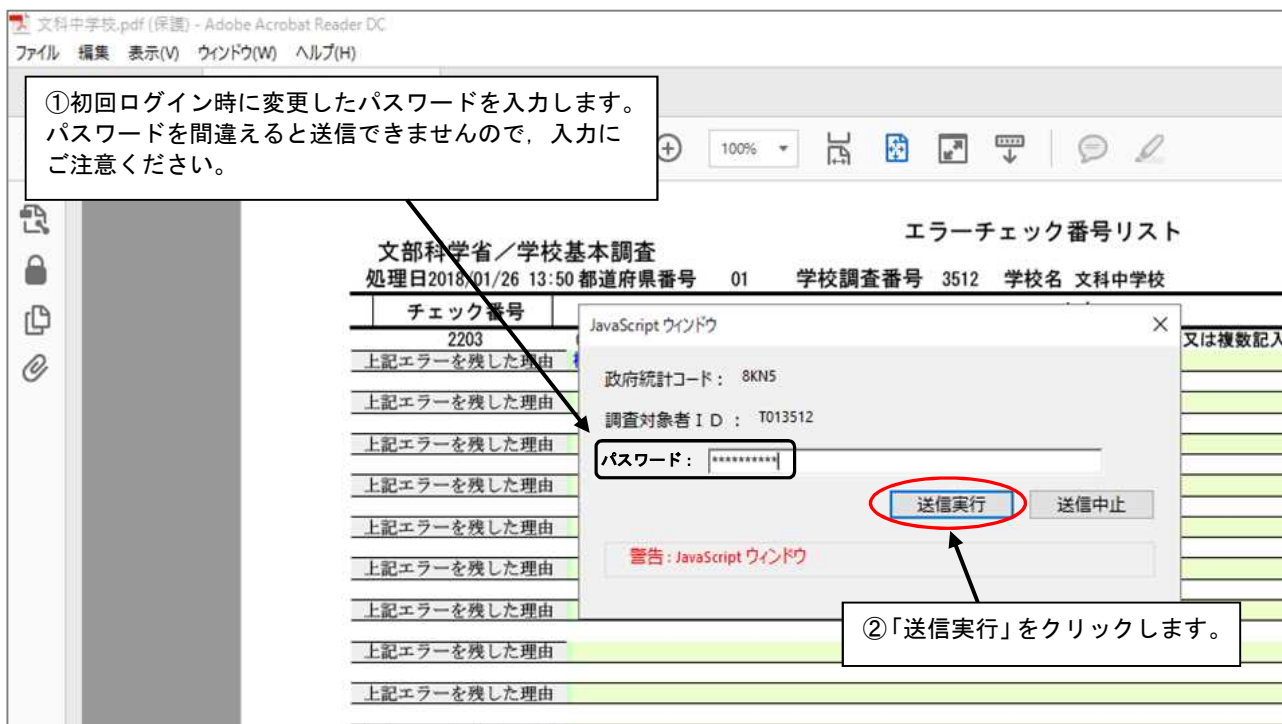 文科中学校.pdf (保護) - Adobe Acrobat Reader DC
ファイル 編集 表示(V) ウィンドウ(W) ヘルプ(H)
①初回ログイン時に変更したパスワードを入力します。
パスワードを間違えると送信できませんので，入力に
ご注意ください。
100%
エラーチェック番号リスト
文部科学省／学校基本調査
処理日2018/01/26 13:50 都道府県番号 01 学校調査番号 3512 学校名 文科中学校
チェック番号
2203
又は複数記入
上記エラーを残した理由
上記エラーを残した理由
上記エラーを残した理由
上記エラーを残した理由
上記エラーを残した理由
上記エラーを残した理由
上記エラーを残した理由
上記エラーを残した理由
上記エラーを残した理由
JavaScript ウィンドウ
政府統計コード： 8KN5
調査対象者ＩＤ ： T013512
パスワード： **********
送信実行 送信中止
警告 : JavaScript ウィンドウ
②「送信実行」をクリックします。